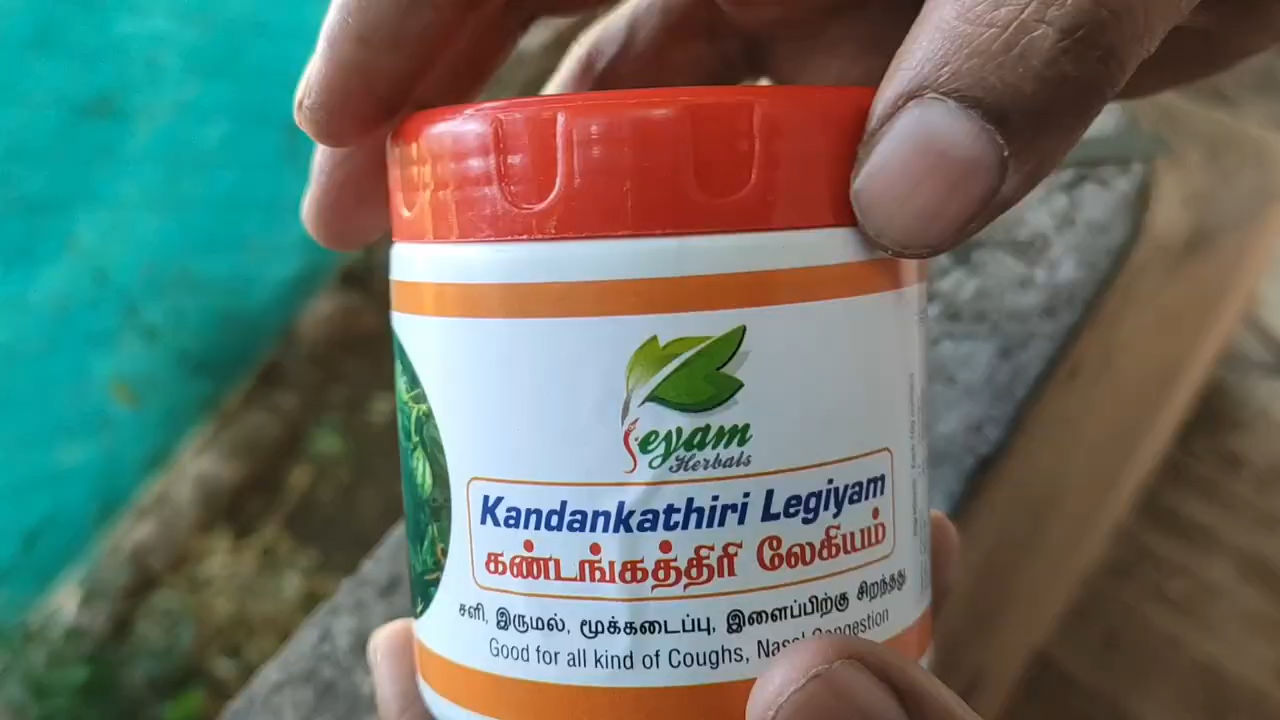 Seyam
Herbals
Kandankathiri Legiyam
கண்டங்கத்திரி லேகியம்
சளி, இருமல், மூக்கடைப்பு, இளைப்பிற்கு சிறந்தது
Good for all kind of Coughs, Nasal Congestion